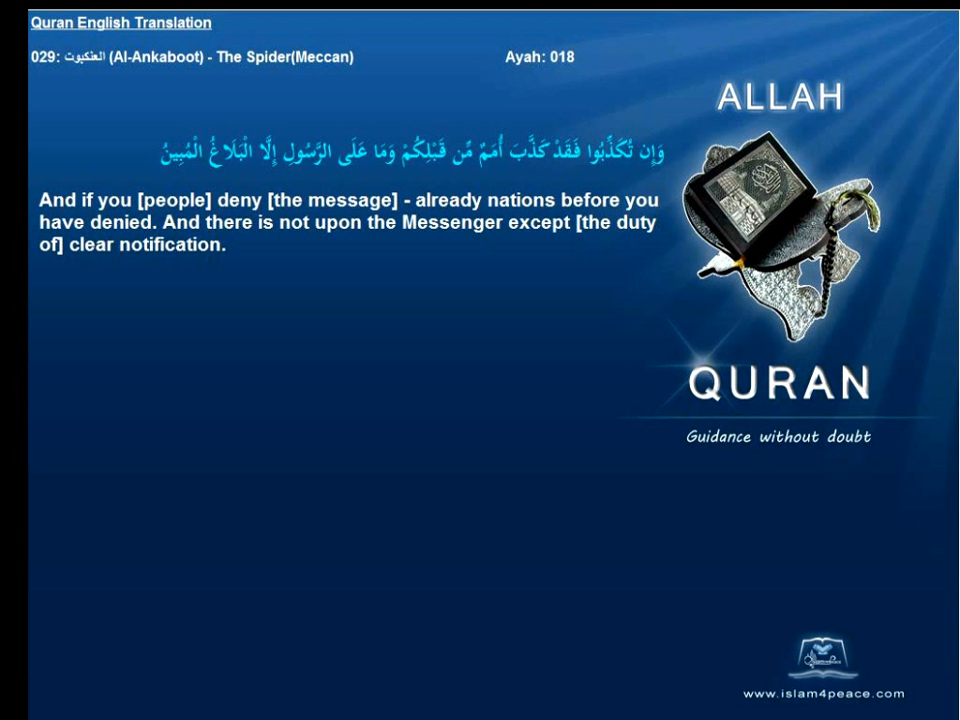 Quran English Translation
029: العنكبوت (Al-Ankaboot) - The Spider(Meccan) Ayah: 018
ALLAH
وَإِن تُكَذِّبُوا فَقَدْ كَذَّبَ أُمَمٌ مِّن قَبْلِكُمْ وَمَا عَلَى الرَّسُولِ إِلَّا الْبَلَاغُ الْمُبِينُ
And if you [people] deny [the message] - already nations before you
have denied. And there is not upon the Messenger except [the duty
of] clear notification.
QURAN
Guidance without doubt
www.islam4peace.com